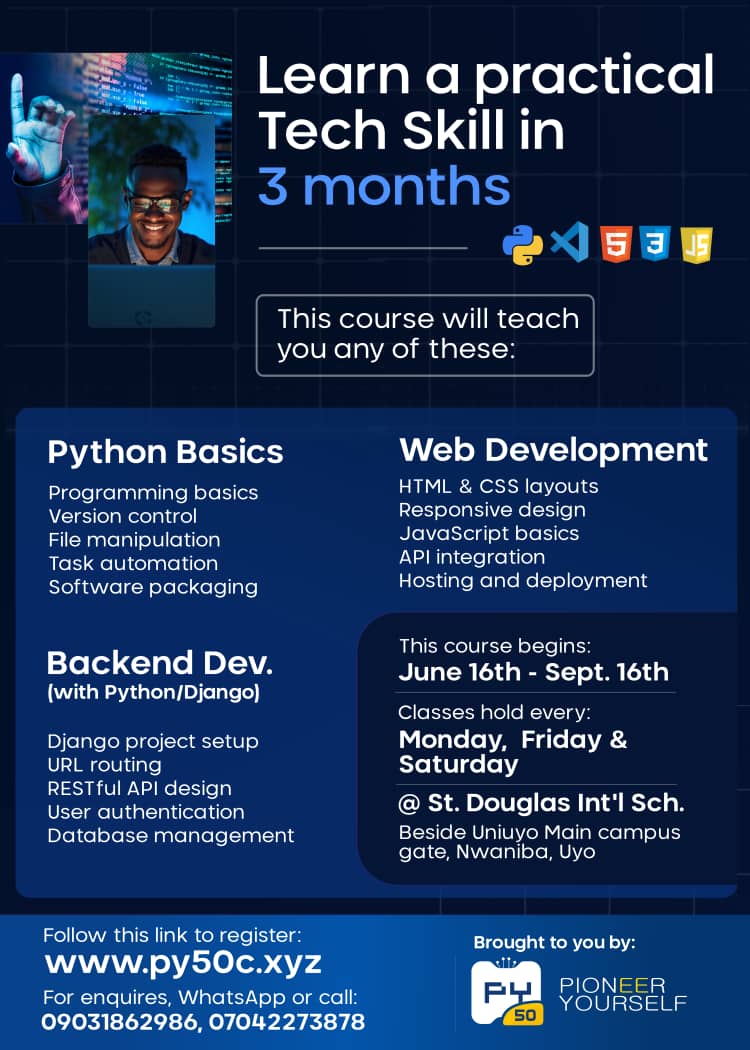 Learn a practical
Tech Skill in
3 months
5
3
JS
This course will teach
you any of these:
Python Basics
Programming basics
Version control
File manipulation
Task automation
Software packaging
Web Development
HTML & CSS layouts
Responsive design
JavaScript basics
API integration
Hosting and deployment
Backend Dev.
(with Python/Django)
Django project setup
URL routing
RESTful API design
User authentication
Database management
This course begins:
June 16th - Sept. 16th
Classes hold every:
Monday, Friday &
Saturday
@ St. Douglas Int'l Sch.
Beside Uniuyo Main campus
gate, Nwaniba, Uyo
Follow this link to register:
www.py50c.xyz
For enquires, WhatsApp or call:
09031862986, 07042273878
Brought to you by:
PY
50
PIONEER
YOURSELF